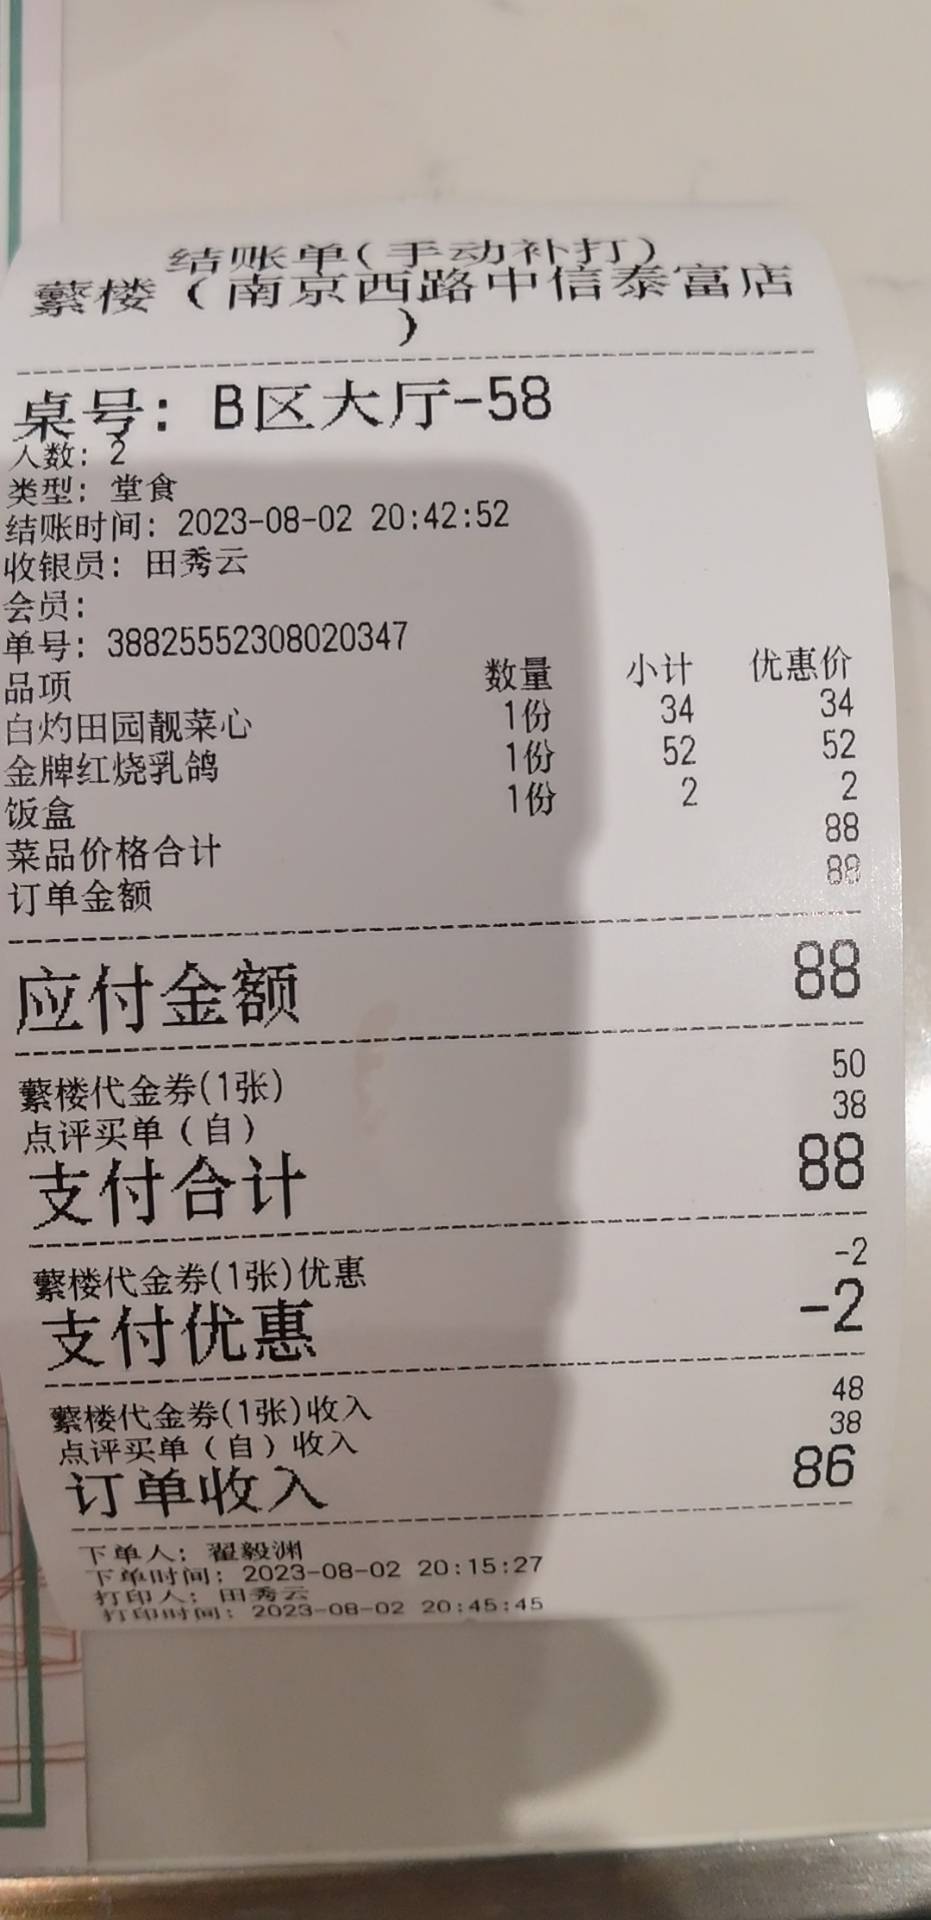 结账单(手动补打)
蘩楼（南京西路中信泰富店
）
桌号: B区大厅-58
人数: 2
类型: 堂食
结账时间: 2023-08-02 20:42:52
收银员: 田秀云
会员:
单号: 38825552308020347
品项 数量 小计 优惠价
白灼田园靓菜心 1份 34 34
金牌红烧乳鸽 1份 52 52
饭盒 1份 2 2
菜品价格合计 88
订单金额 88
应付金额 88
蘩楼代金券(1张) 50
点评买单（自） 38
支付合计 88
蘩楼代金券(1张)优惠 -2
支付优惠 -2
蘩楼代金券(1张)收入 48
点评买单（自）收入 38
订单收入 86
下单人: 翟毅渊
下单时间: 2023-08-02 20:15:27
打印人: 田秀云
打印时间: 2023-08-02 20:45:45